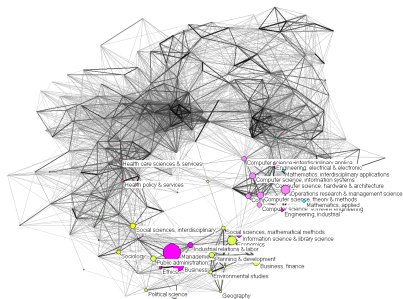 Health care sciences & services
Computer science, interdisciplinary applica
Engineering, electrical & electronic
Mathematics, interdisciplinary applications
Computer science, information systems
Health policy & services
Computer science, hardware & architecture
Operations research & management science
Computer science, theory & methods
Mathematics, applied
Engineering, industrial
Social sciences, interdisciplinary
Social sciences, mathematical methods
Information science & library science
Industrial relations & labor
Sociology
Management
Planning & development
Public administration
Business, finance
Ethics
Business
Environmental studies
Political science
Geography